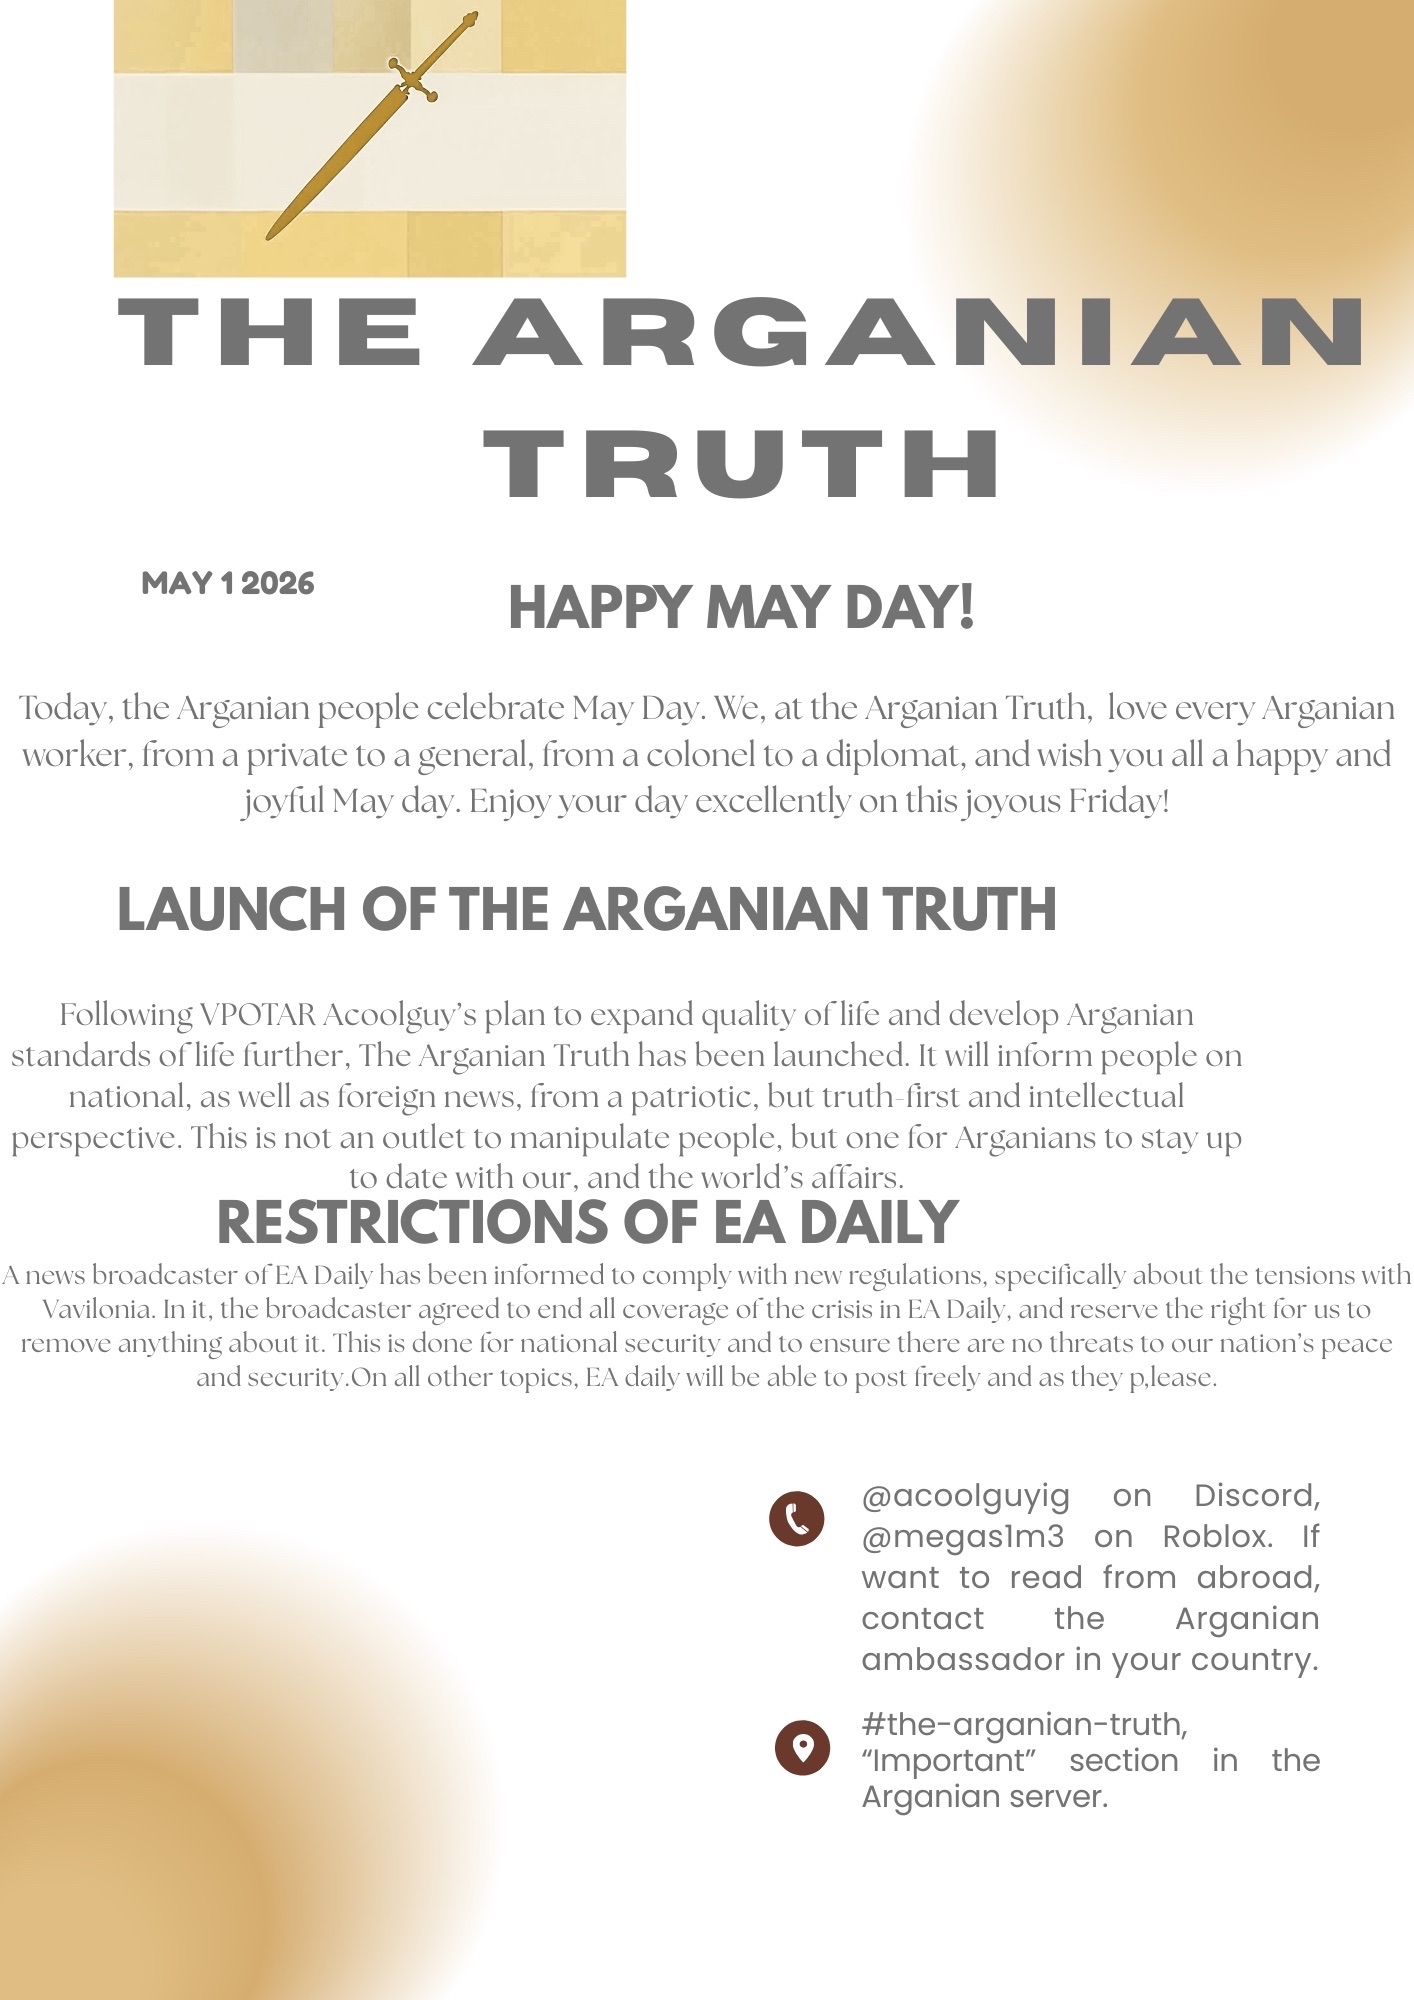 THE ARGANIAN
TRUTH
MAY 1 2026
HAPPY MAY DAY!
Today, the Arganian people celebrate May Day. We, at the Arganian Truth,  love every Arganian
worker, from a private to a general, from a colonel to a diplomat, and wish you all a happy and
joyful May day. Enjoy your day excellently on this joyous Friday!
LAUNCH OF THE ARGANIAN TRUTH
Following VPOTAR Acoolguy’s plan to expand quality of life and develop Arganian
standards of life further, The Arganian Truth has been launched. It will inform people on
national, as well as foreign news, from a patriotic, but truth-first and intellectual
perspective. This is not an outlet to manipulate people, but one for Arganians to stay up
to date with our, and the world’s affairs.
RESTRICTIONS OF EA DAILY
A news broadcaster of EA Daily has been informed to comply with new regulations, specifically about the tensions with
Vavilonia. In it, the broadcaster agreed to end all coverage of the crisis in EA Daily, and reserve the right for us to
remove anything about it. This is done for national security and to ensure there are no threats to our nation’s peace
and security.On all other topics, EA daily will be able to post freely and as they p,lease.
@acoolguyig on Discord,
@megas1m3 on Roblox. If
want to read from abroad,
contact the Arganian
ambassador in your country.
#the-arganian-truth,
“Important” section in the
Arganian server.